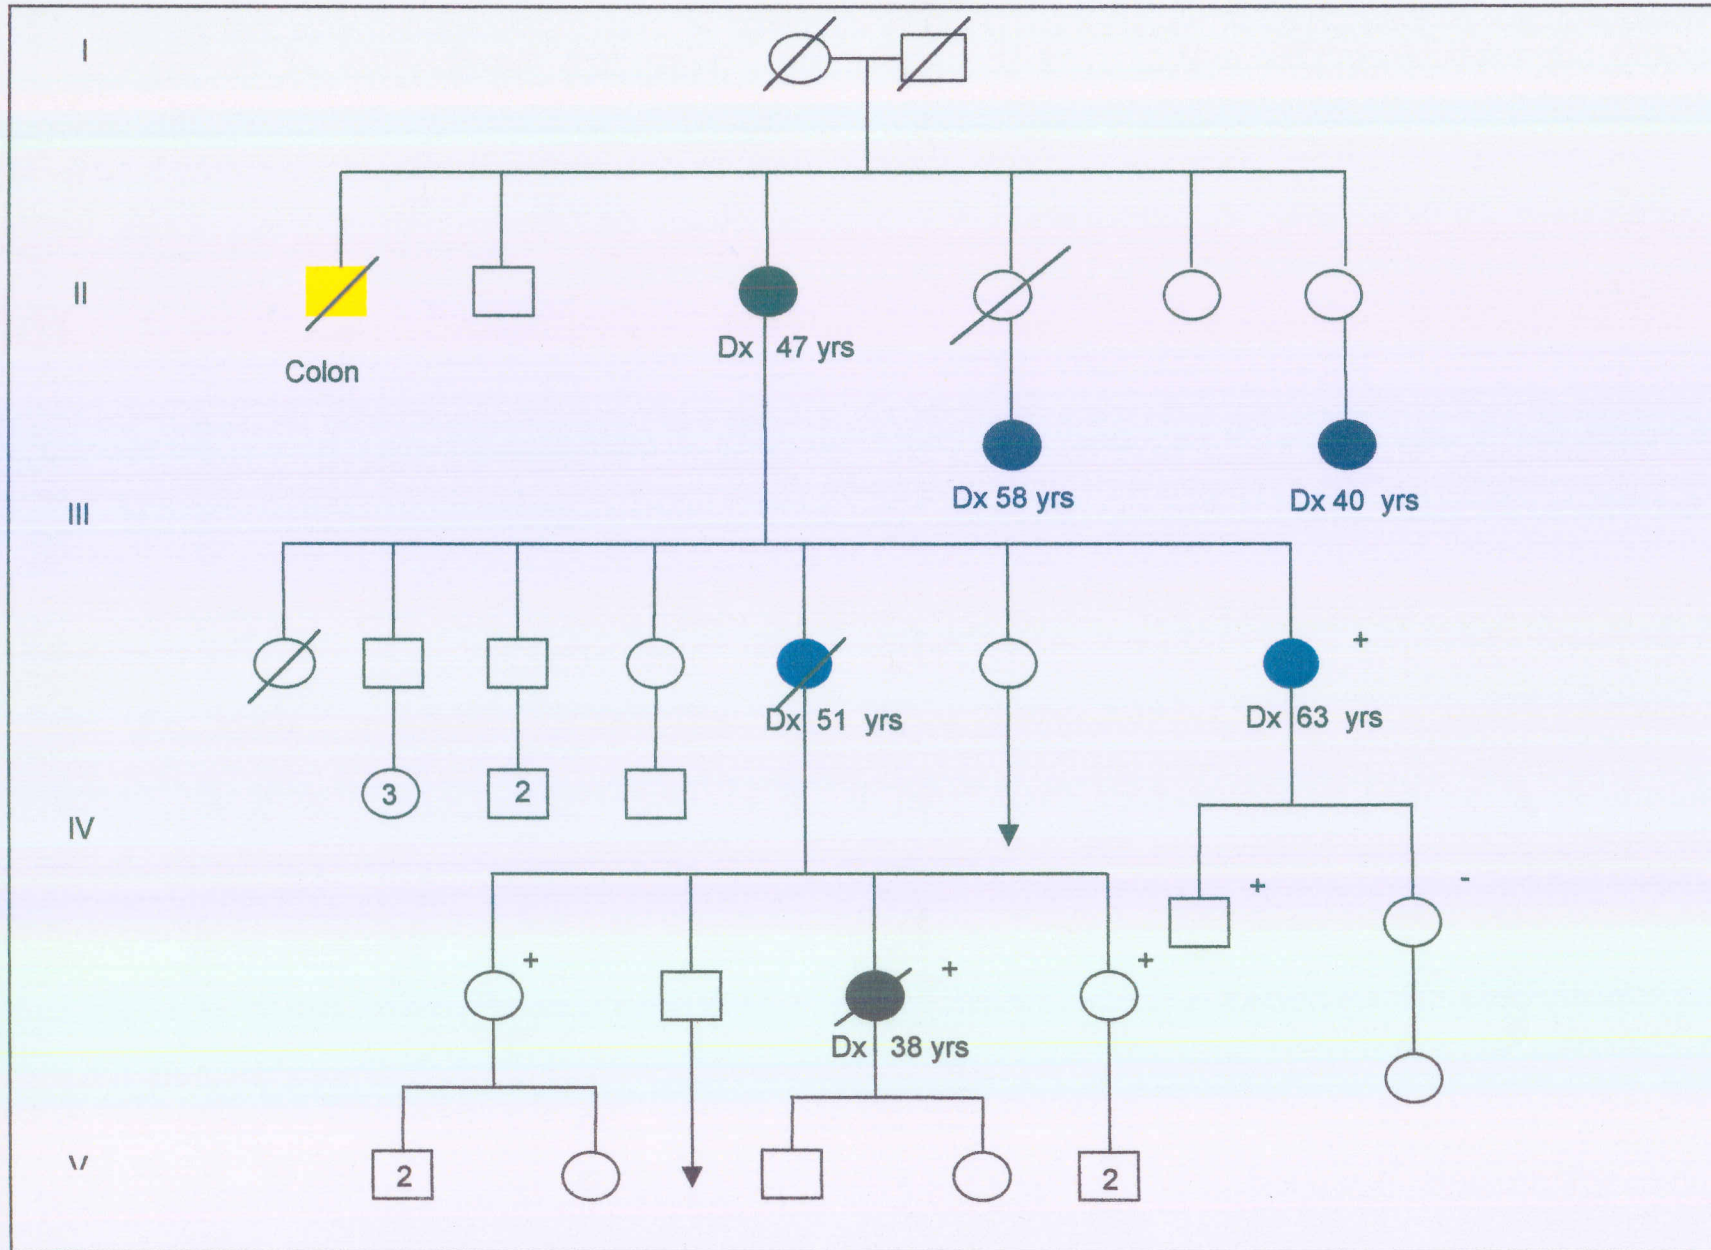 I
II
Colon
Dx 47 yrs
Dx 58 yrs
Dx 40 yrs
III
+
Dx 51 yrs
Dx 63 yrs
3
2
IV
+
-
+
+
+
Dx 38 yrs
V
2
2